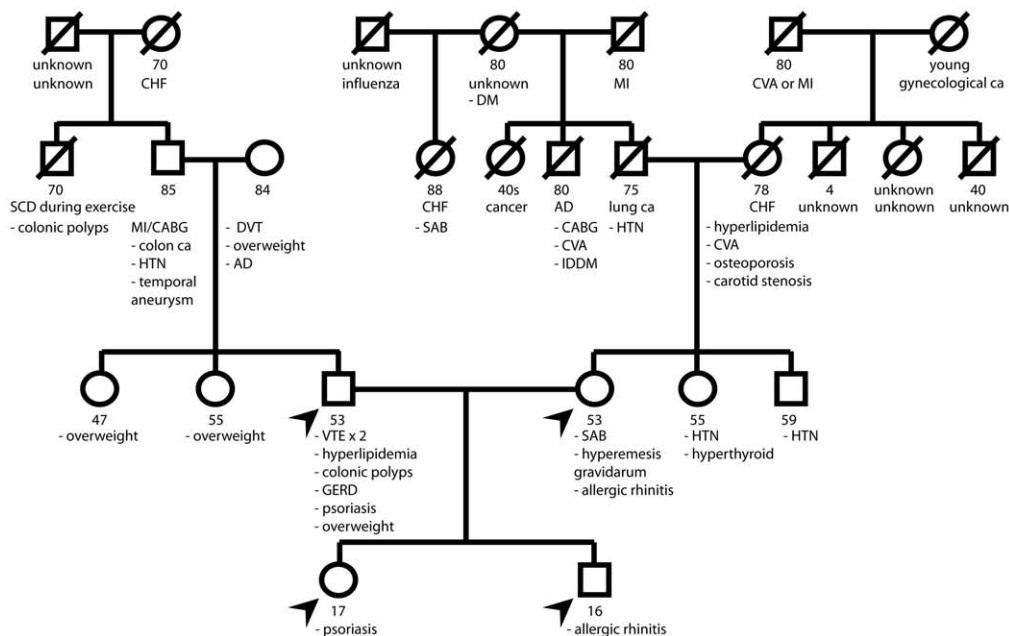 unknown
unknown
70
CHF
unknown
influenza
80
unknown
- DM
80
MI
80
CVA or MI
young
gynecological ca
70
SCD during exercise
- colonic polyps
85
MI/CABG
- colon ca
- HTN
- temporal
aneurysm
84
- DVT
- overweight
- AD
88
CHF
- SAB
40s
cancer
80
AD
- CABG
- CVA
- IDDM
75
lung ca
- HTN
78
CHF
- hyperlipidemia
- CVA
- osteoporosis
- carotid stenosis
4
unknown
unknown
unknown
40
unknown
47
- overweight
55
- overweight
53
- VTE x 2
- hyperlipidemia
- colonic polyps
- GERD
- psoriasis
- overweight
53
- SAB
- hyperemesis
gravidarum
- allergic rhinitis
55
- HTN
- hyperthyroid
59
- HTN
17
- psoriasis
16
- allergic rhinitis